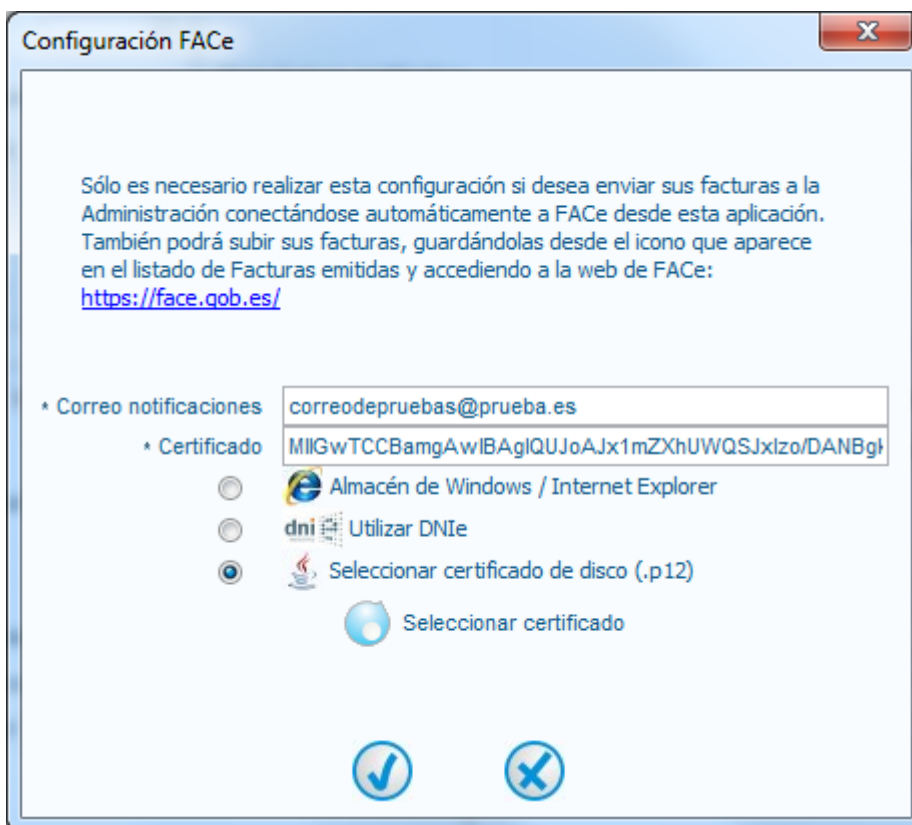 Configuración FACe
Sólo es necesario realizar esta configuración si desea enviar sus facturas a la
Administración conectándose automáticamente a FACe desde esta aplicación.
También podrá subir sus facturas, guardándolas desde el icono que aparece
en el listado de Facturas emitidas y accediendo a la web de FACe:
https://face.gob.es/
* Correo notificaciones correodepruebas@prueba.es
* Certificado
Almacén de Windows / Internet Explorer
dni Utilizar DNIe
Seleccionar certificado de disco (.p12)
Seleccionar certificado